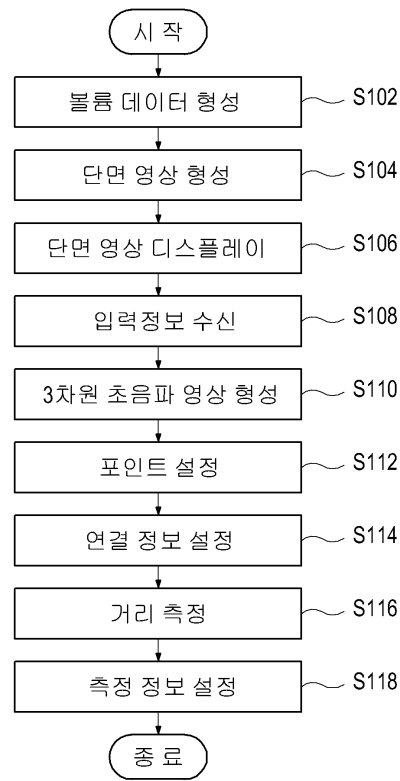 시 작
볼륨 데이터 형성 S102
단면 영상 형성 S104
단면 영상 디스플레이 S106
입력정보 수신 S108
3차원 초음파 영상 형성 S110
포인트 설정 S112
연결 정보 설정 S114
거리 측정 S116
측정 정보 설정 S118
종 료